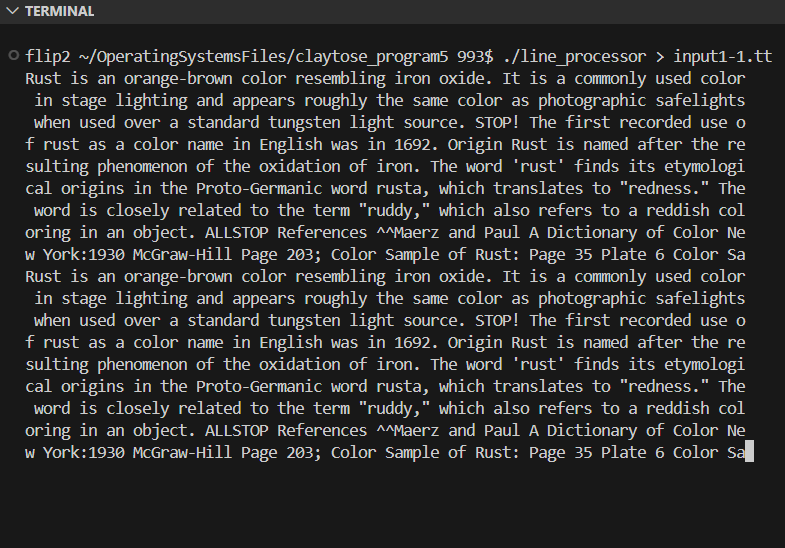 TERMINAL
flip2 ~/OperatingSystemsFiles/claytose_program5 993$ ./line_processor > input1-1.tt
Rust is an orange-brown color resembling iron oxide. It is a commonly used color
 in stage lighting and appears roughly the same color as photographic safelights
 when used over a standard tungsten light source. STOP! The first recorded use o
f rust as a color name in English was in 1692. Origin Rust is named after the re
sulting phenomenon of the oxidation of iron. The word 'rust' finds its etymologi
cal origins in the Proto-Germanic word rusta, which translates to "redness." The
 word is closely related to the term "ruddy," which also refers to a reddish col
oring in an object. ALLSTOP References ^^Maerz and Paul A Dictionary of Color Ne
w York:1930 McGraw-Hill Page 203; Color Sample of Rust: Page 35 Plate 6 Color Sa
Rust is an orange-brown color resembling iron oxide. It is a commonly used color
 in stage lighting and appears roughly the same color as photographic safelights
 when used over a standard tungsten light source. STOP! The first recorded use o
f rust as a color name in English was in 1692. Origin Rust is named after the re
sulting phenomenon of the oxidation of iron. The word 'rust' finds its etymologi
cal origins in the Proto-Germanic word rusta, which translates to "redness." The
 word is closely related to the term "ruddy," which also refers to a reddish col
oring in an object. ALLSTOP References ^^Maerz and Paul A Dictionary of Color Ne
w York:1930 McGraw-Hill Page 203; Color Sample of Rust: Page 35 Plate 6 Color Sa